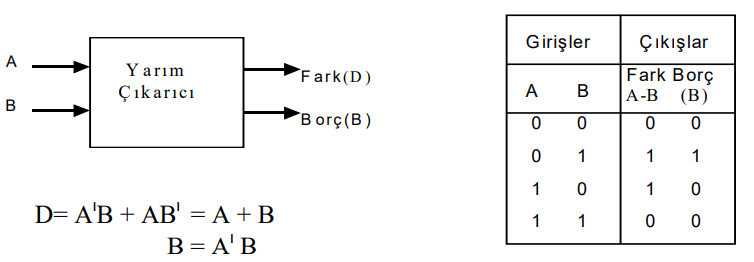 A
B
Yarım
Çıkarıcı
Fark(D)
Borç(B)
D= A'B + AB' = A + B
B = A' B
Girişler Çıkışlar
A B Fark Borç
A-B (B)
0 0 0 0
0 1 1 1
1 0 1 0
1 1 0 0